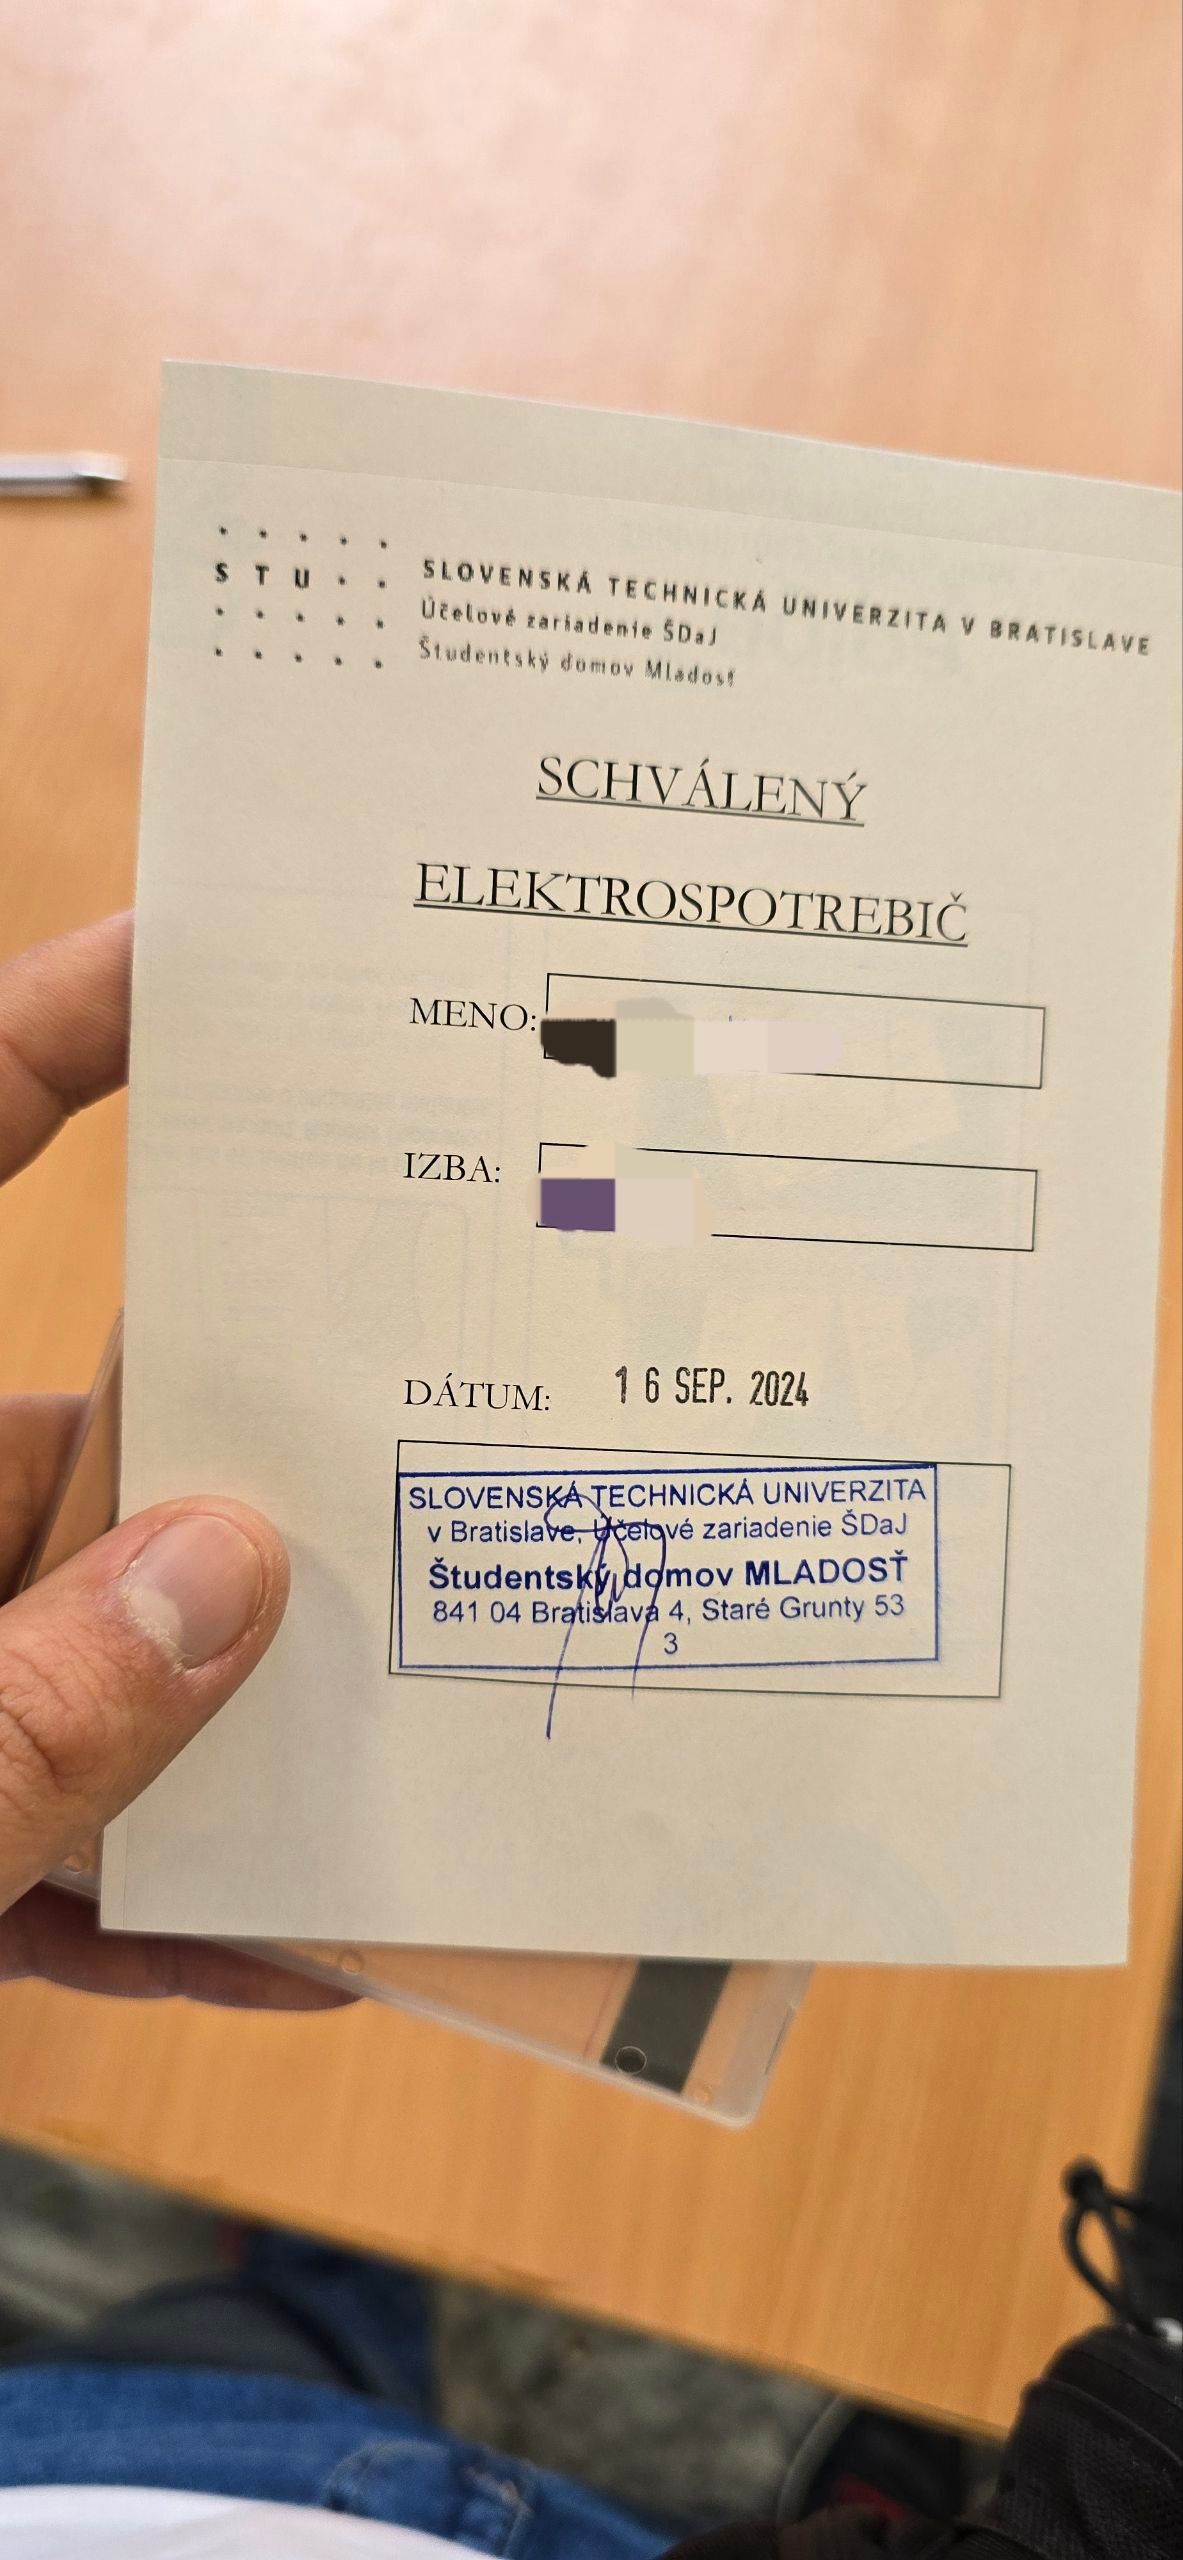 STU
SLOVENSKÁ TECHNICKÁ UNIVERZITA V BRATISLAVE
Účelové zariadenie ŠDaJ
Študentský domov Mladosť
SCHVÁLENÝ
ELEKTROSPOTREBIČ
MENO:
IZBA:
DÁTUM: 16 SEP. 2024
SLOVENSKÁ TECHNICKÁ UNIVERZITA
v Bratislave, Účelové zariadenie ŠDaJ
Študentský domov MLADOSŤ
841 04 Bratislava 4, Staré Grunty 53
3